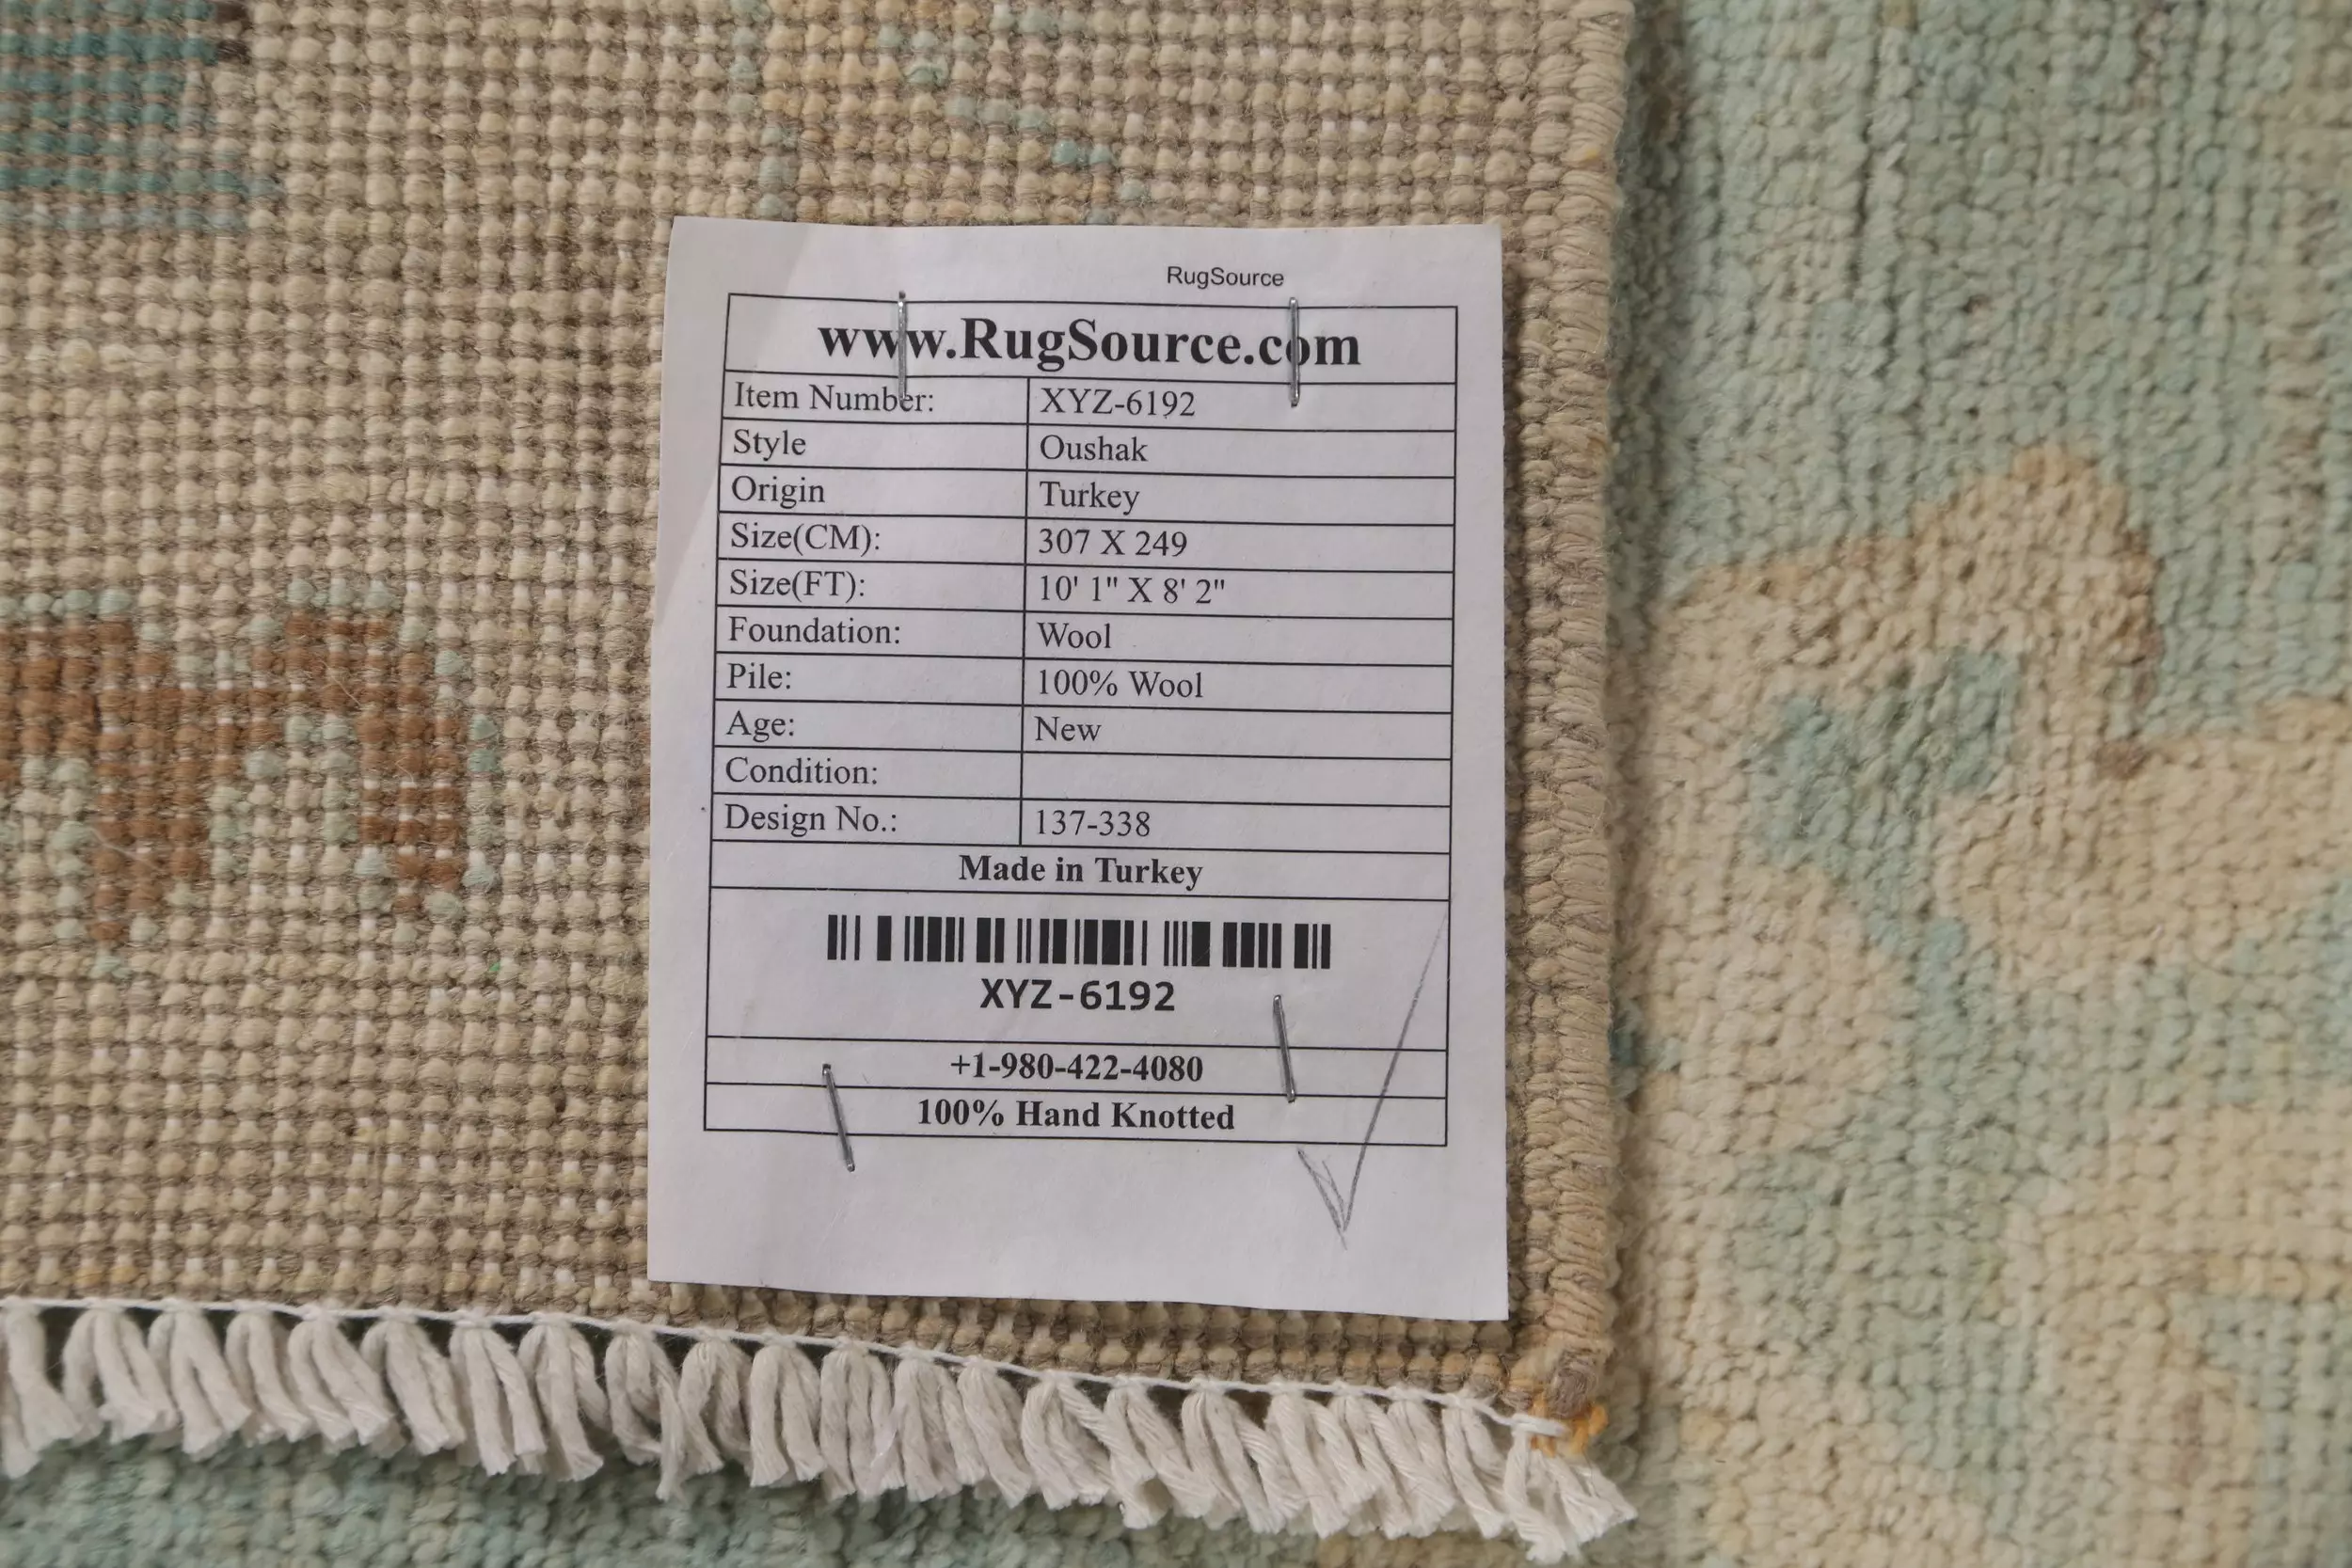 RugSource
www.RugSource.com
Item Number: XYZ-6192
Style Oushak
Origin Turkey
Size(CM): 307 X 249
Size(FT): 10' 1" X 8' 2"
Foundation: Wool
Pile: 100% Wool
Age: New
Condition:
Design No.: 137-338
Made in Turkey
XYZ-6192
+1-980-422-4080
100% Hand Knotted